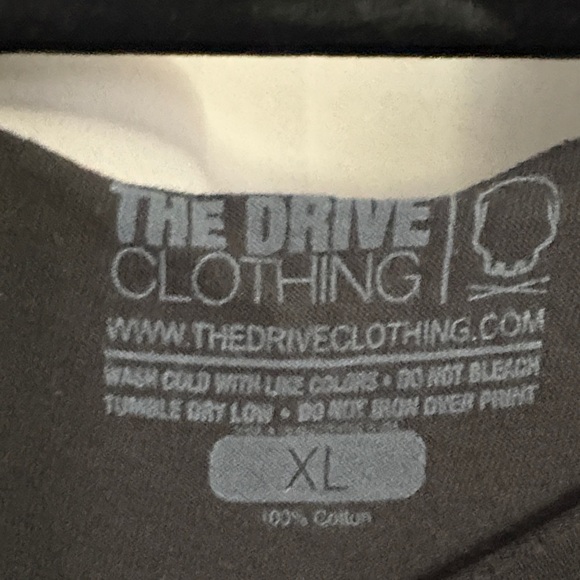 THE DRIVE
CLOTHING
WWW.THEDRIVECLOTHING.COM
WASH COLD WITH LIKE COLORS • DO NOT BLEACH
TUMBLE DRY LOW • DO NOT IRON OVER PRINT
XL
100% Cotton